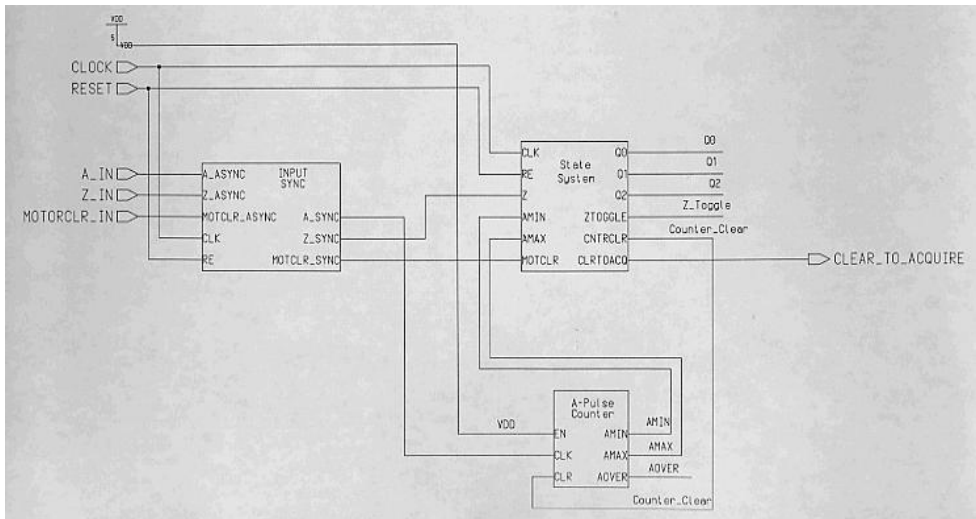 VDD
5
VDD
CLOCK
RESET
A_IN
Z_IN
MOTORCLR_IN
INPUT
SYNC
A_ASYNC
Z_ASYNC
MOTCLR_ASYNC
CLK
RE
A_SYNC
Z_SYNC
MOTCLR_SYNC
State
System
CLK
RE
Z
AMIN
AMAX
MOTCLR
Q0
Q1
Q2
ZTOGGLE
CNTRCLR
CLRTOACQ
Q0
Q1
Q2
Z_Toggle
Counter_Clear
CLEAR_TO_ACQUIRE
A-Pulse
Counter
VDD
EN
CLK
CLR
AMIN
AMAX
AOVER
AMIN
AMAX
AOVER
Counter_Clear